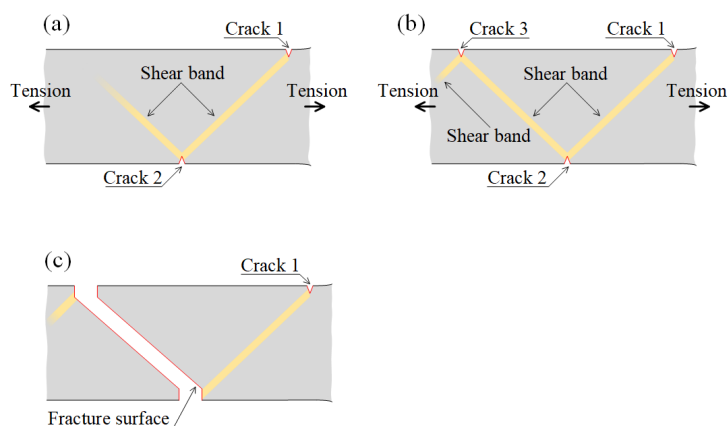 (a)
Crack 1
Shear band
Tension
Tension
Crack 2
(b)
Crack 3
Crack 1
Shear band
Tension
Tension
Shear band
Crack 2
(c)
Crack 1
Fracture surface